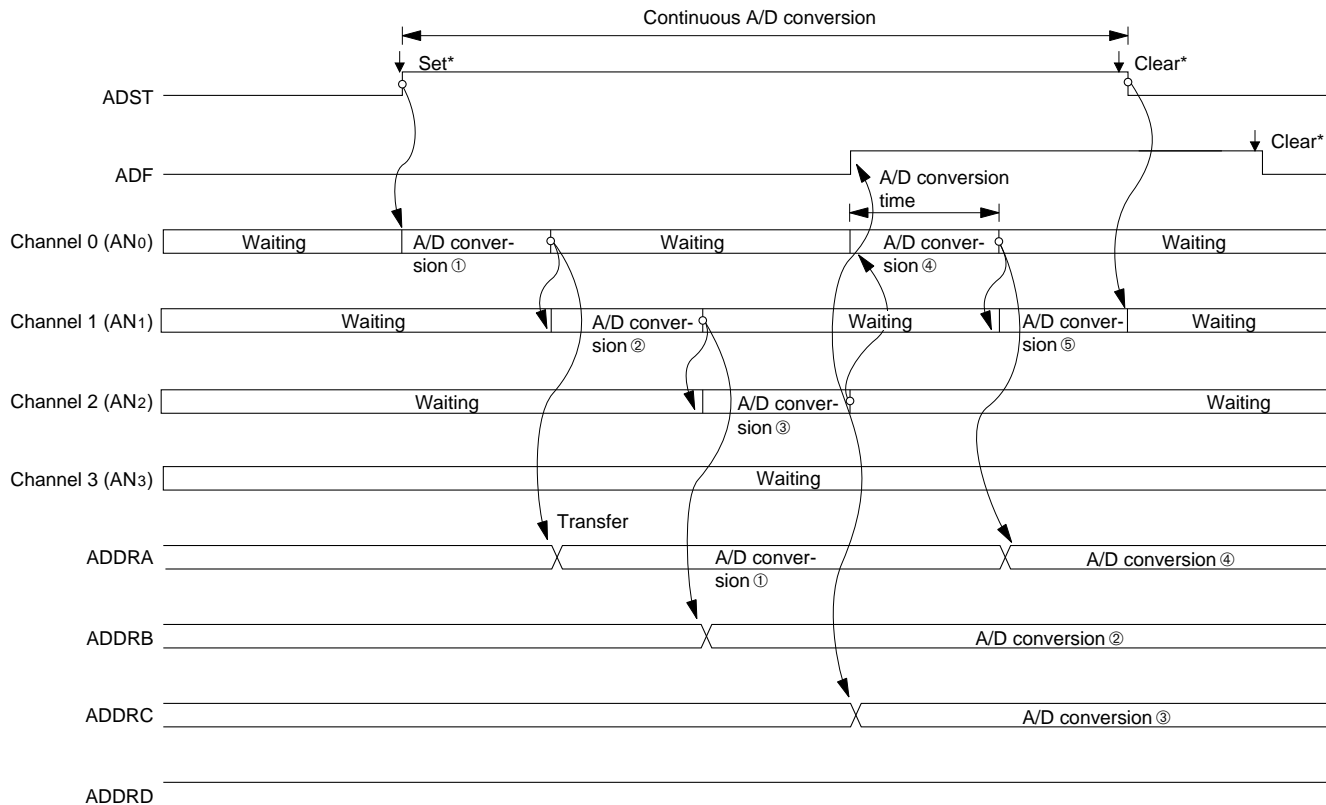 Continuous A/D conversion
Set*
Clear*
ADST
Clear*
ADF
A/D conversion
time
Channel 0 (AN0)
Waiting
A/D conver-
sion ①
Waiting
A/D conver-
sion ④
Waiting
Channel 1 (AN1)
Waiting
A/D conver-
sion ②
Waiting
A/D conver-
sion ⑤
Waiting
Channel 2 (AN2)
Waiting
A/D conver-
sion ③
Waiting
Channel 3 (AN3)
Waiting
Transfer
ADDRA
A/D conver-
sion ①
A/D conversion ④
ADDRB
A/D conversion ②
ADDRC
A/D conversion ③
ADDRD